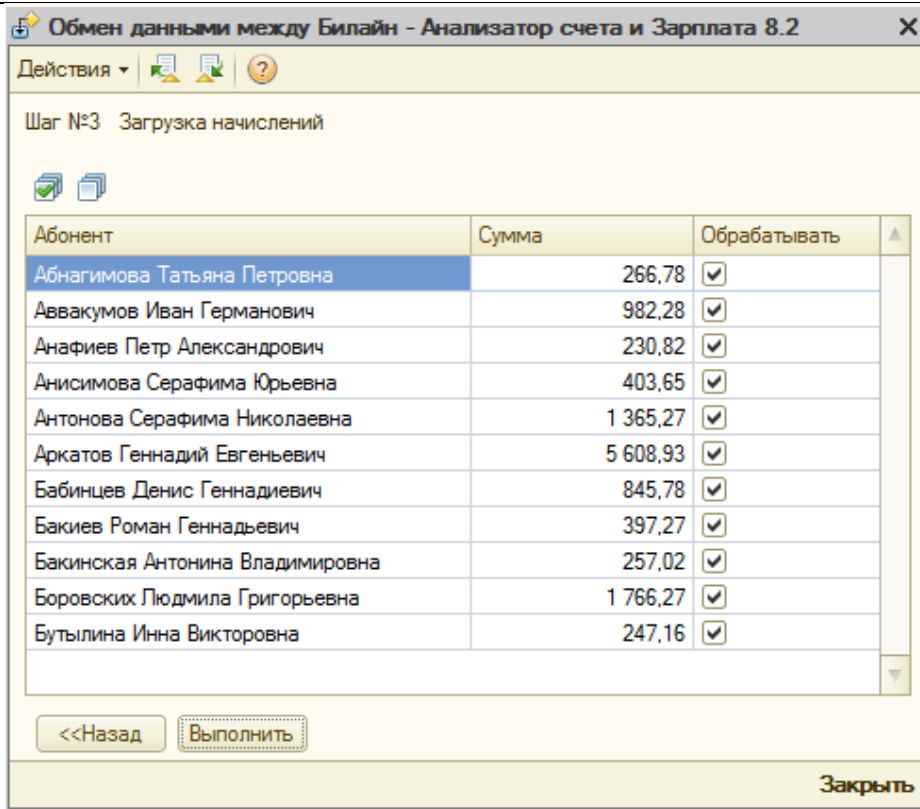 Обмен данными между Билайн - Анализатор счета и Зарплата 8.2
Действия
Шаг №3 Загрузка начислений
Абонент Сумма Обрабатывать
Абнагимова Татьяна Петровна 266,78
Аввакумов Иван Германович 982,28
Анафиев Петр Александрович 230,82
Анисимова Серафима Юрьевна 403,65
Антонова Серафима Николаевна 1 365,27
Аркатов Геннадий Евгеньевич 5 608,93
Бабинцев Денис Геннадиевич 845,78
Бакиев Роман Геннадьевич 397,27
Бакинская Антонина Владимировна 257,02
Боровских Людмила Григорьевна 1 766,27
Бутылина Инна Викторовна 247,16
<<Назад Выполнить
Закрыть